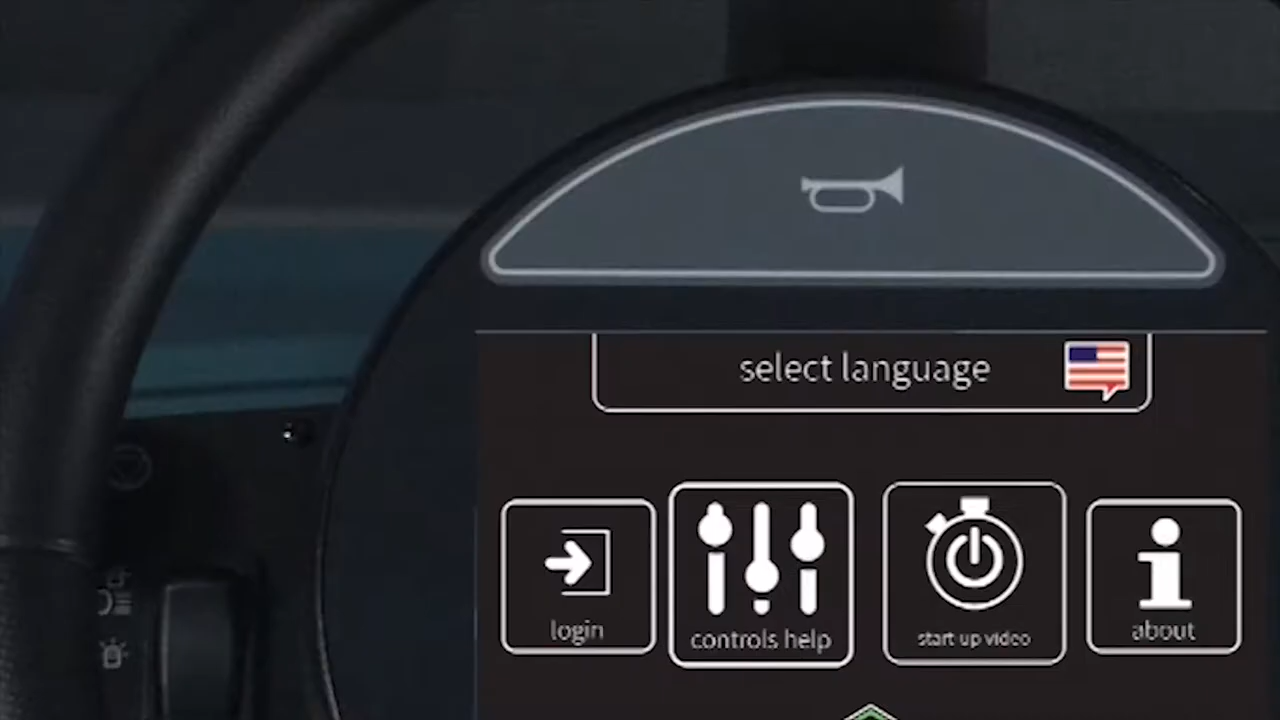 select language
login
controls help
start up video
about